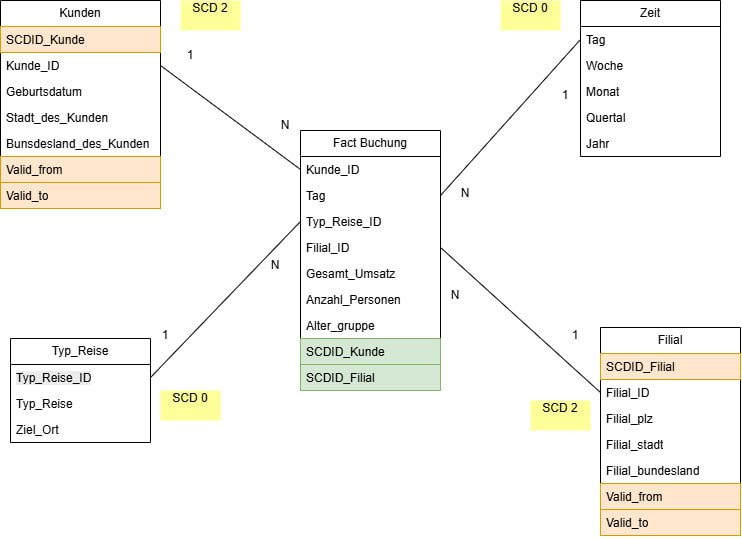 Kunden
SCDID_Kunde
Kunde_ID
Geburtsdatum
Stadt_des_Kunden
Bunsdesland_des_Kunden
Valid_from
Valid_to
SCD 2
1
N
SCD 0
Zeit
Tag
Woche
Monat
Quertal
Jahr
1
N
Fact Buchung
Kunde_ID
Tag
Typ_Reise_ID
Filial_ID
Gesamt_Umsatz
Anzahl_Personen
Alter_gruppe
SCDID_Kunde
SCDID_Filial
N
1
Typ_Reise
Typ_Reise_ID
Typ_Reise
Ziel_Ort
SCD 0
N
1
SCD 2
Filial
SCDID_Filial
Filial_ID
Filial_plz
Filial_stadt
Filial_bundesland
Valid_from
Valid_to